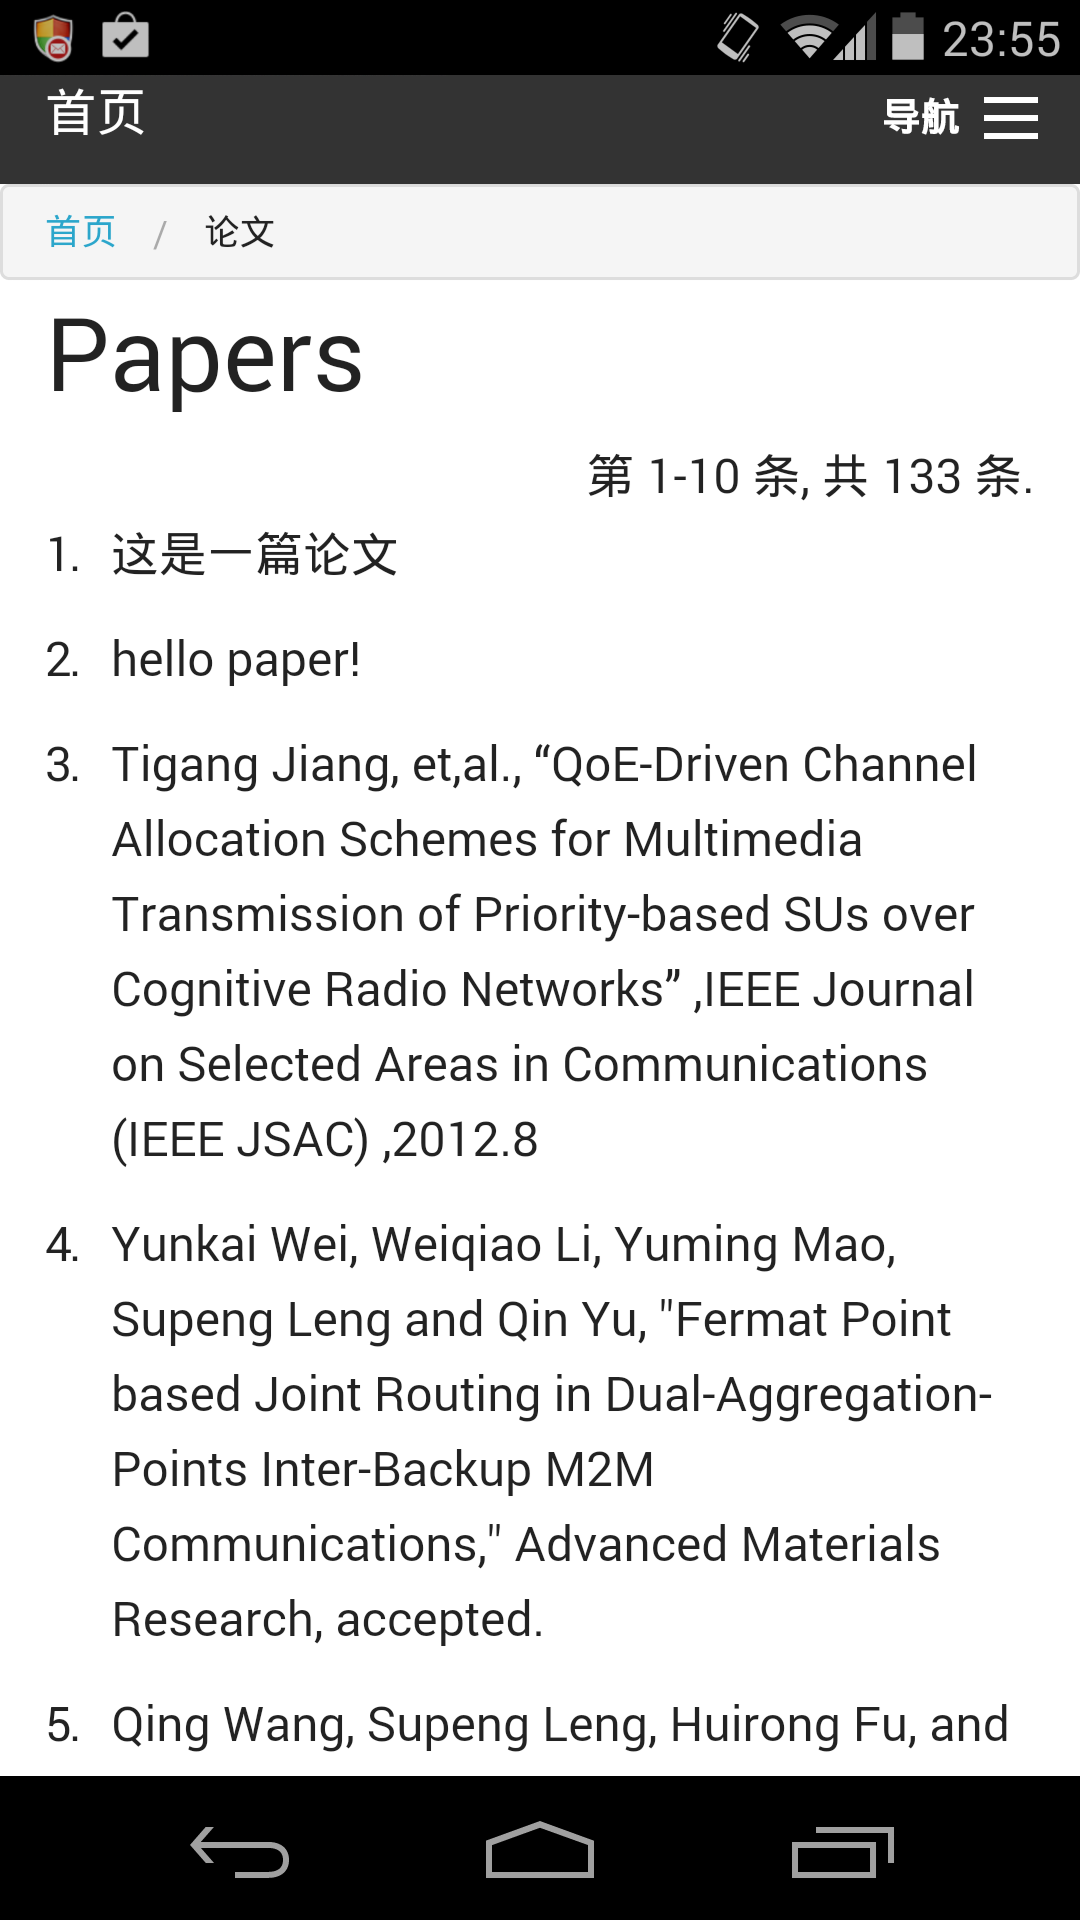 23:55
首页
导航
首页 / 论文
Papers
第 1-10 条, 共 133 条.
1. 这是一篇论文
2. hello paper!
3. Tigang Jiang, et,al., “QoE-Driven Channel
Allocation Schemes for Multimedia
Transmission of Priority-based SUs over
Cognitive Radio Networks” ,IEEE Journal
on Selected Areas in Communications
(IEEE JSAC) ,2012.8
4. Yunkai Wei, Weiqiao Li, Yuming Mao,
Supeng Leng and Qin Yu, "Fermat Point
based Joint Routing in Dual-Aggregation-
Points Inter-Backup M2M
Communications," Advanced Materials
Research, accepted.
5. Qing Wang, Supeng Leng, Huirong Fu, and